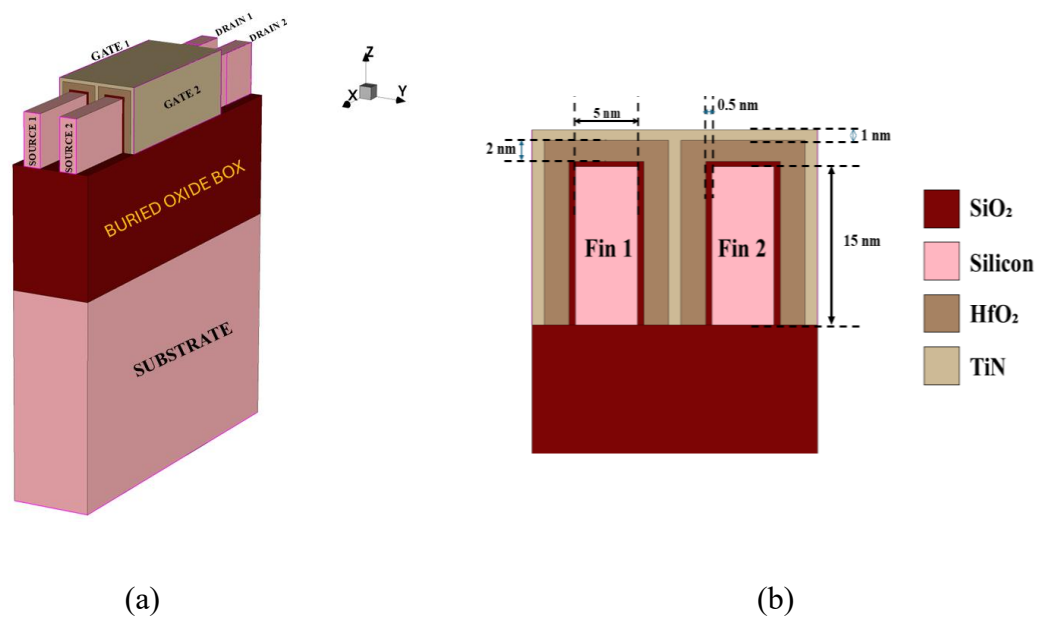 DRAIN 1
DRAIN 2
GATE 1
GATE 2
SOURCE 1
SOURCE 2
BURIED OXIDE BOX
SUBSTRATE
Z
X
Y
5 nm
0.5 nm
1 nm
2 nm
15 nm
Fin 1
Fin 2
SiO₂
Silicon
HfO₂
TiN
(a)
(b)